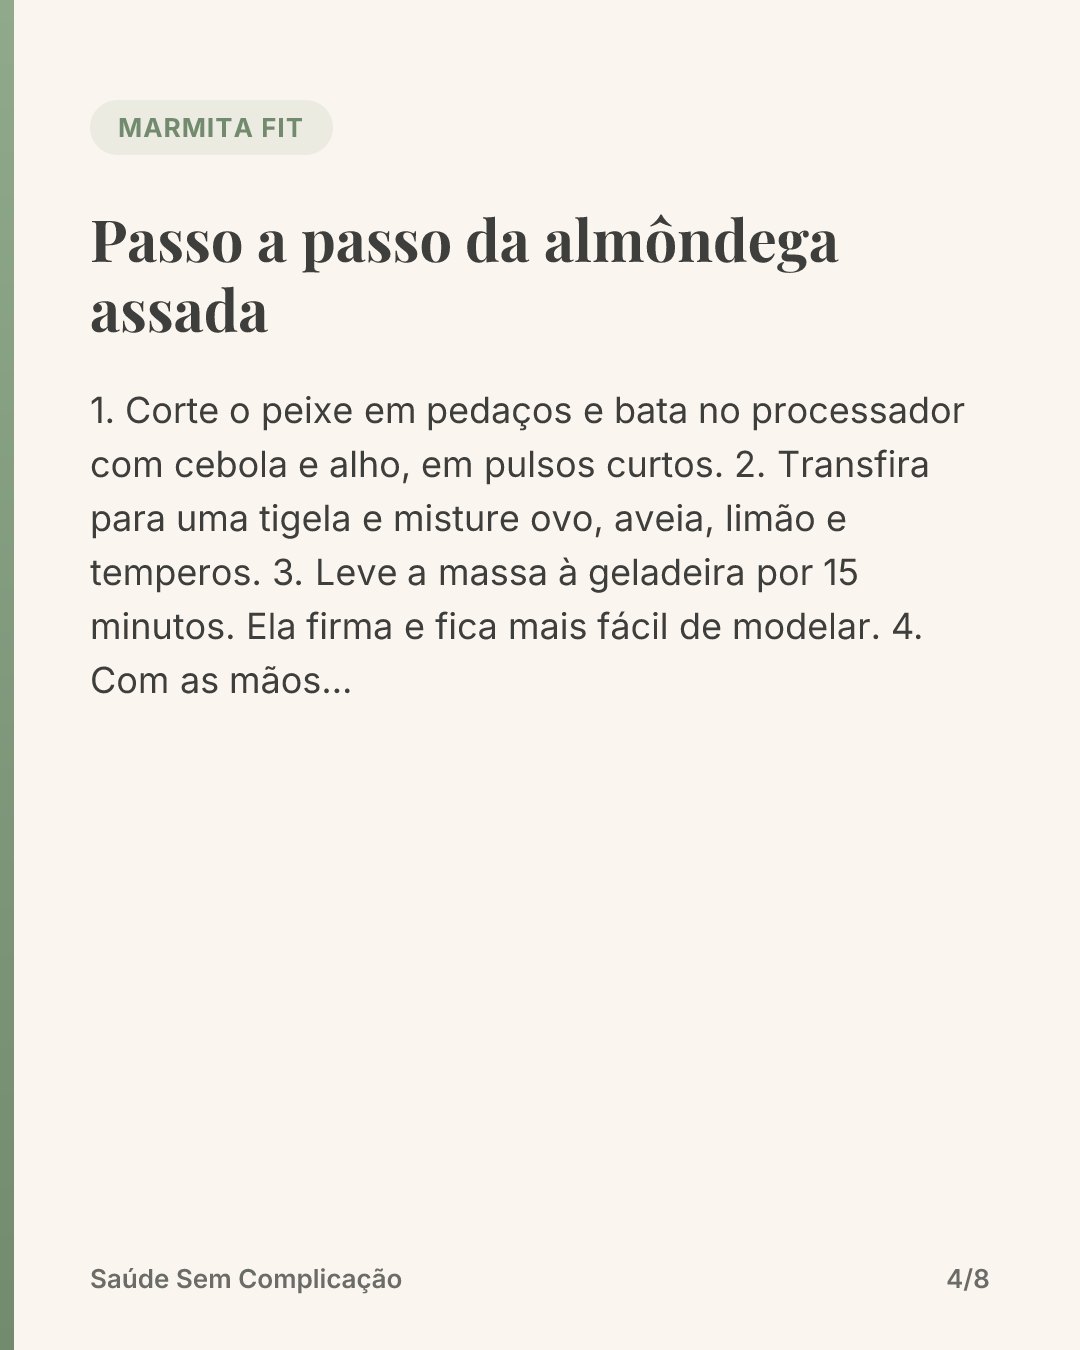 MARMITA FIT
Passo a passo da almôndega
assada
1. Corte o peixe em pedaços e bata no processador
com cebola e alho, em pulsos curtos. 2. Transfira
para uma tigela e misture ovo, aveia, limão e
temperos. 3. Leve a massa à geladeira por 15
minutos. Ela firma e fica mais fácil de modelar. 4.
Com as mãos...
Saúde Sem Complicação
4/8